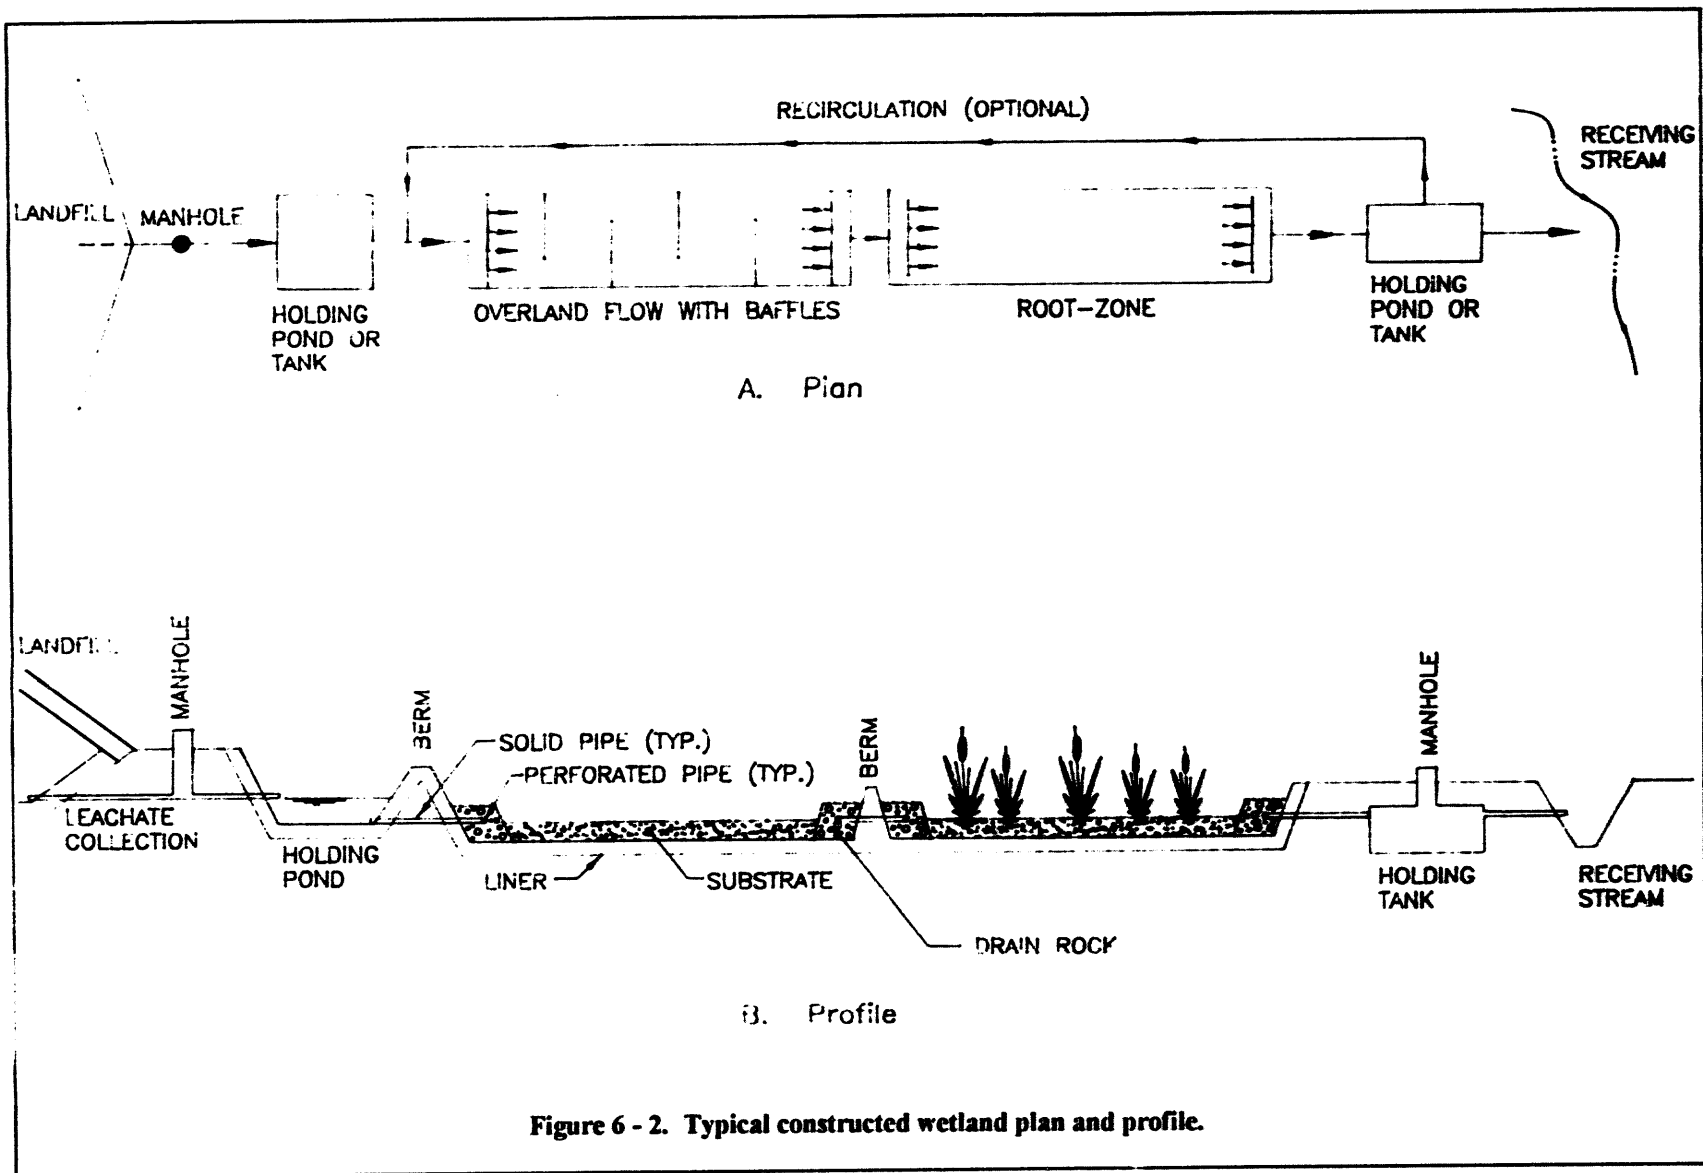 RECIRCULATION (OPTIONAL)
RECEIVING
STREAM
LANDFILL
MANHOLE
HOLDING
POND OR
TANK
OVERLAND FLOW WITH BAFFLES
ROOT-ZONE
HOLDING
POND OR
TANK
A. Plan
LANDFILL
MANHOLE
BERM
SOLID PIPE (TYP.)
PERFORATED PIPE (TYP.)
BERM
MANHOLE
LEACHATE
COLLECTION
HOLDING
POND
LINER
SUBSTRATE
HOLDING
TANK
RECEIVING
STREAM
DRAIN ROCK
B. Profile
Figure 6 - 2. Typical constructed wetland plan and profile.